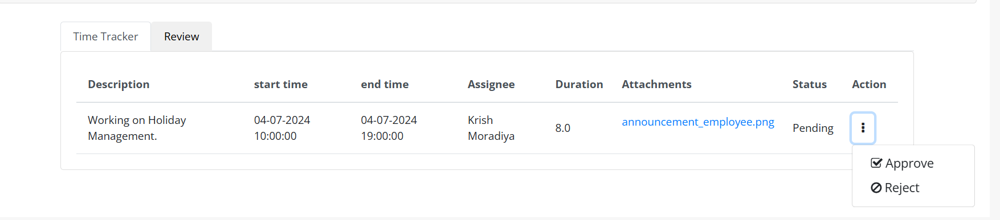 Time Tracker
Review
Description start time end time Assignee Duration Attachments Status Action
Working on Holiday
Management.
04-07-2024
10:00:00
04-07-2024
19:00:00
Krish
Moradiya
8.0
announcement_employee.png
Pending
Approve
Reject